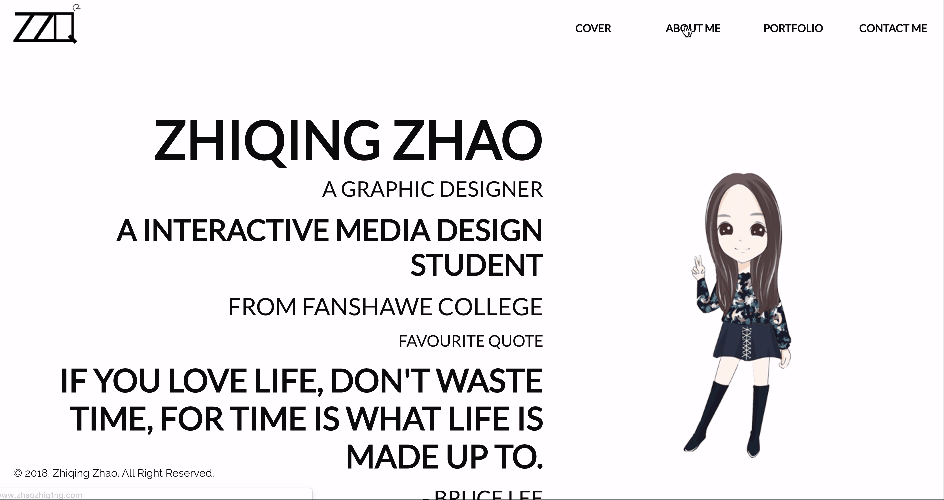 ZZQ
COVER
ABOUT ME
PORTFOLIO
CONTACT ME
ZHIQING ZHAO
A GRAPHIC DESIGNER
A INTERACTIVE MEDIA DESIGN
STUDENT
FROM FANSHAWE COLLEGE
FAVOURITE QUOTE
IF YOU LOVE LIFE, DON'T WASTE
TIME, FOR TIME IS WHAT LIFE IS
MADE UP TO.
- BRUCE LEE
© 2018. Zhiqing Zhao. All Right Reserved.
www.zhaozhiq1ng.com